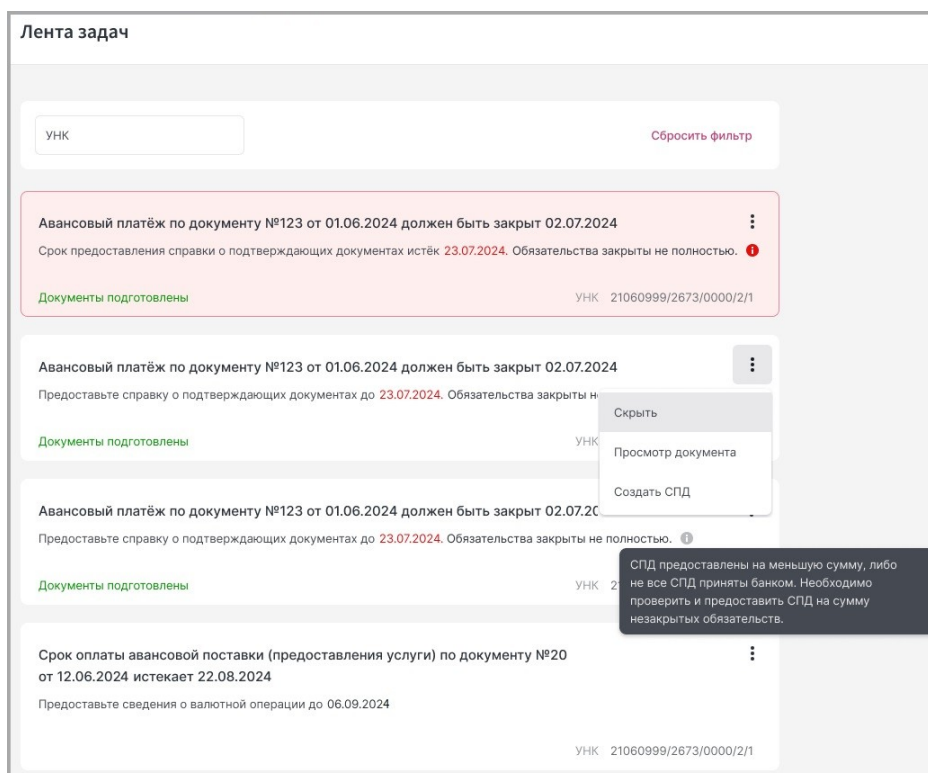 Лента задач
УНК
Сбросить фильтр
Авансовый платёж по документу №123 от 01.06.2024 должен быть закрыт 02.07.2024
Срок предоставления справки о подтверждающих документах истёк 23.07.2024. Обязательства закрыты не полностью.
Документы подготовлены
УНК 21060999/2673/0000/2/1
Авансовый платёж по документу №123 от 01.06.2024 должен быть закрыт 02.07.2024
Предоставьте справку о подтверждающих документах до 23.07.2024. Обязательства закрыты
Документы подготовлены
УНК
Скрыть
Просмотр документа
Создать СПД
Авансовый платёж по документу №123 от 01.06.2024 должен быть закрыт
Предоставьте справку о подтверждающих документах до 23.07.2024. Обязательства закрыты не полностью.
Документы подготовлены
УНК
СПД предоставлены на меньшую сумму, либо
не все СПД приняты банком. Необходимо
проверить и предоставить СПД на сумму
незакрытых обязательств.
Срок оплаты авансовой поставки (предоставления услуги) по документу №20
от 12.06.2024 истекает 22.08.2024
Предоставьте сведения о валютной операции до 06.09.2024
УНК 21060999/2673/0000/2/1